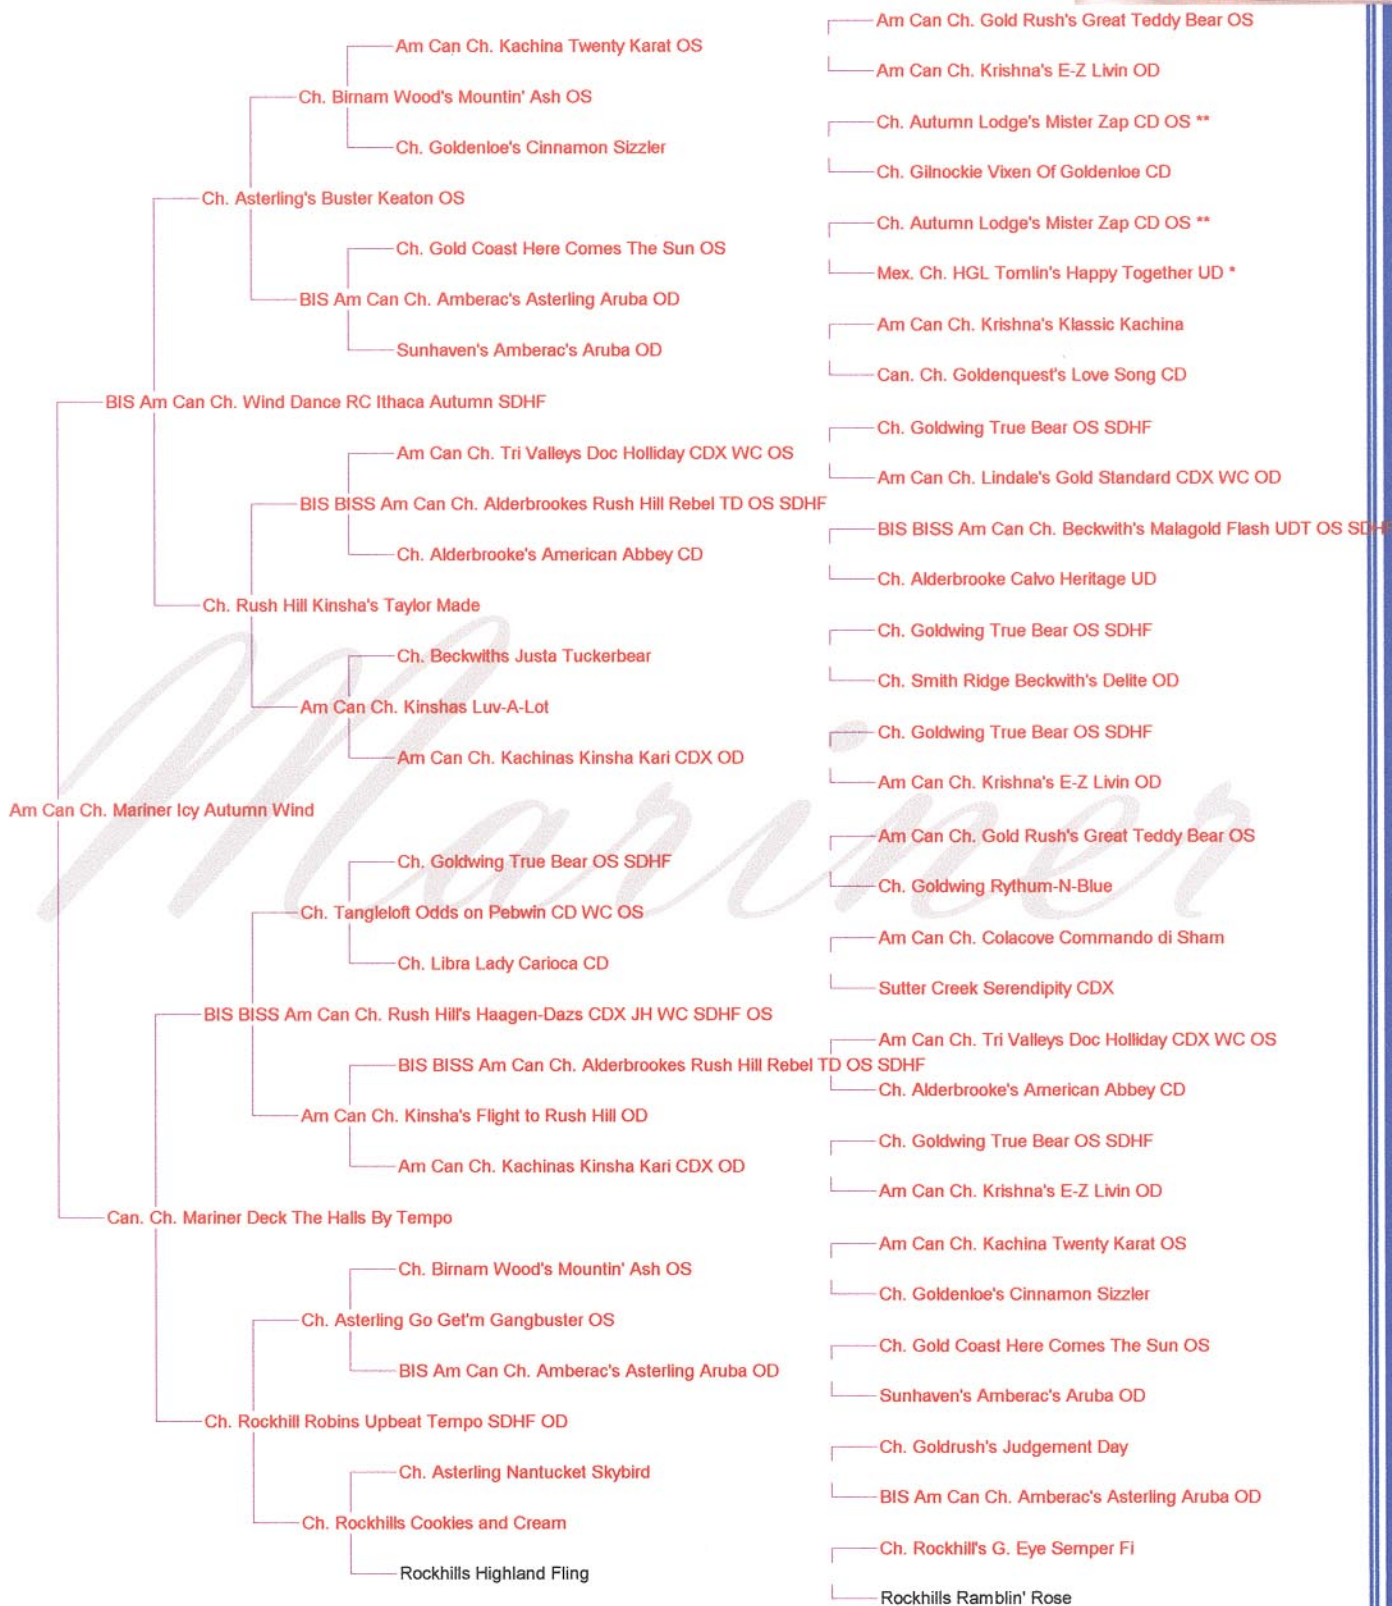 Am Can Ch. Gold Rush's Great Teddy Bear OS
Am Can Ch. Kachina Twenty Karat OS
Am Can Ch. Krishna's E-Z Livin OD
Ch. Birnam Wood's Mountin' Ash OS
Ch. Autumn Lodge's Mister Zap CD OS **
Ch. Goldenloe's Cinnamon Sizzler
Ch. Gilnockie Vixen Of Goldenloe CD
Ch. Asterling's Buster Keaton OS
Ch. Autumn Lodge's Mister Zap CD OS **
Ch. Gold Coast Here Comes The Sun OS
Mex. Ch. HGL Tomlin's Happy Together UD *
BIS Am Can Ch. Amberac's Asterling Aruba OD
Am Can Ch. Krishna's Klassic Kachina
Sunhaven's Amberac's Aruba OD
Can. Ch. Goldenquest's Love Song CD
BIS Am Can Ch. Wind Dance RC Ithaca Autumn SDHF
Ch. Goldwing True Bear OS SDHF
Am Can Ch. Tri Valleys Doc Holliday CDX WC OS
Am Can Ch. Lindale's Gold Standard CDX WC OD
BIS BISS Am Can Ch. Alderbrookes Rush Hill Rebel TD OS SDHF
BIS BISS Am Can Ch. Beckwith's Malagold Flash UDT OS SDHF
Ch. Alderbrooke's American Abbey CD
Ch. Alderbrooke Calvo Heritage UD
Ch. Rush Hill Kinsha's Taylor Made
Ch. Goldwing True Bear OS SDHF
Ch. Beckwiths Justa Tuckerbear
Ch. Smith Ridge Beckwith's Delite OD
Am Can Ch. Kinshas Luv-A-Lot
Ch. Goldwing True Bear OS SDHF
Am Can Ch. Kachinas Kinsha Kari CDX OD
Am Can Ch. Krishna's E-Z Livin OD
Am Can Ch. Mariner Icy Autumn Wind
Mariner
Am Can Ch. Gold Rush's Great Teddy Bear OS
Ch. Goldwing True Bear OS SDHF
Ch. Goldwing Rythum-N-Blue
Ch. Tangleloft Odds on Pebwin CD WC OS
Am Can Ch. Colacove Commando di Sham
Ch. Libra Lady Carioca CD
Sutter Creek Serendipity CDX
BIS BISS Am Can Ch. Rush Hill's Haagen-Dazs CDX JH WC SDHF OS
Am Can Ch. Tri Valleys Doc Holliday CDX WC OS
BIS BISS Am Can Ch. Alderbrookes Rush Hill Rebel TD OS SDHF
Ch. Alderbrooke's American Abbey CD
Am Can Ch. Kinsha's Flight to Rush Hill OD
Ch. Goldwing True Bear OS SDHF
Am Can Ch. Kachinas Kinsha Kari CDX OD
Am Can Ch. Krishna's E-Z Livin OD
Can. Ch. Mariner Deck The Halls By Tempo
Am Can Ch. Kachina Twenty Karat OS
Ch. Birnam Wood's Mountin' Ash OS
Ch. Goldenloe's Cinnamon Sizzler
Ch. Asterling Go Get'm Gangbuster OS
Ch. Gold Coast Here Comes The Sun OS
BIS Am Can Ch. Amberac's Asterling Aruba OD
Sunhaven's Amberac's Aruba OD
Ch. Rockhill Robins Upbeat Tempo SDHF OD
Ch. Goldrush's Judgement Day
Ch. Asterling Nantucket Skybird
BIS Am Can Ch. Amberac's Asterling Aruba OD
Ch. Rockhills Cookies and Cream
Ch. Rockhill's G. Eye Semper Fi
Rockhills Highland Fling
Rockhills Ramblin' Rose